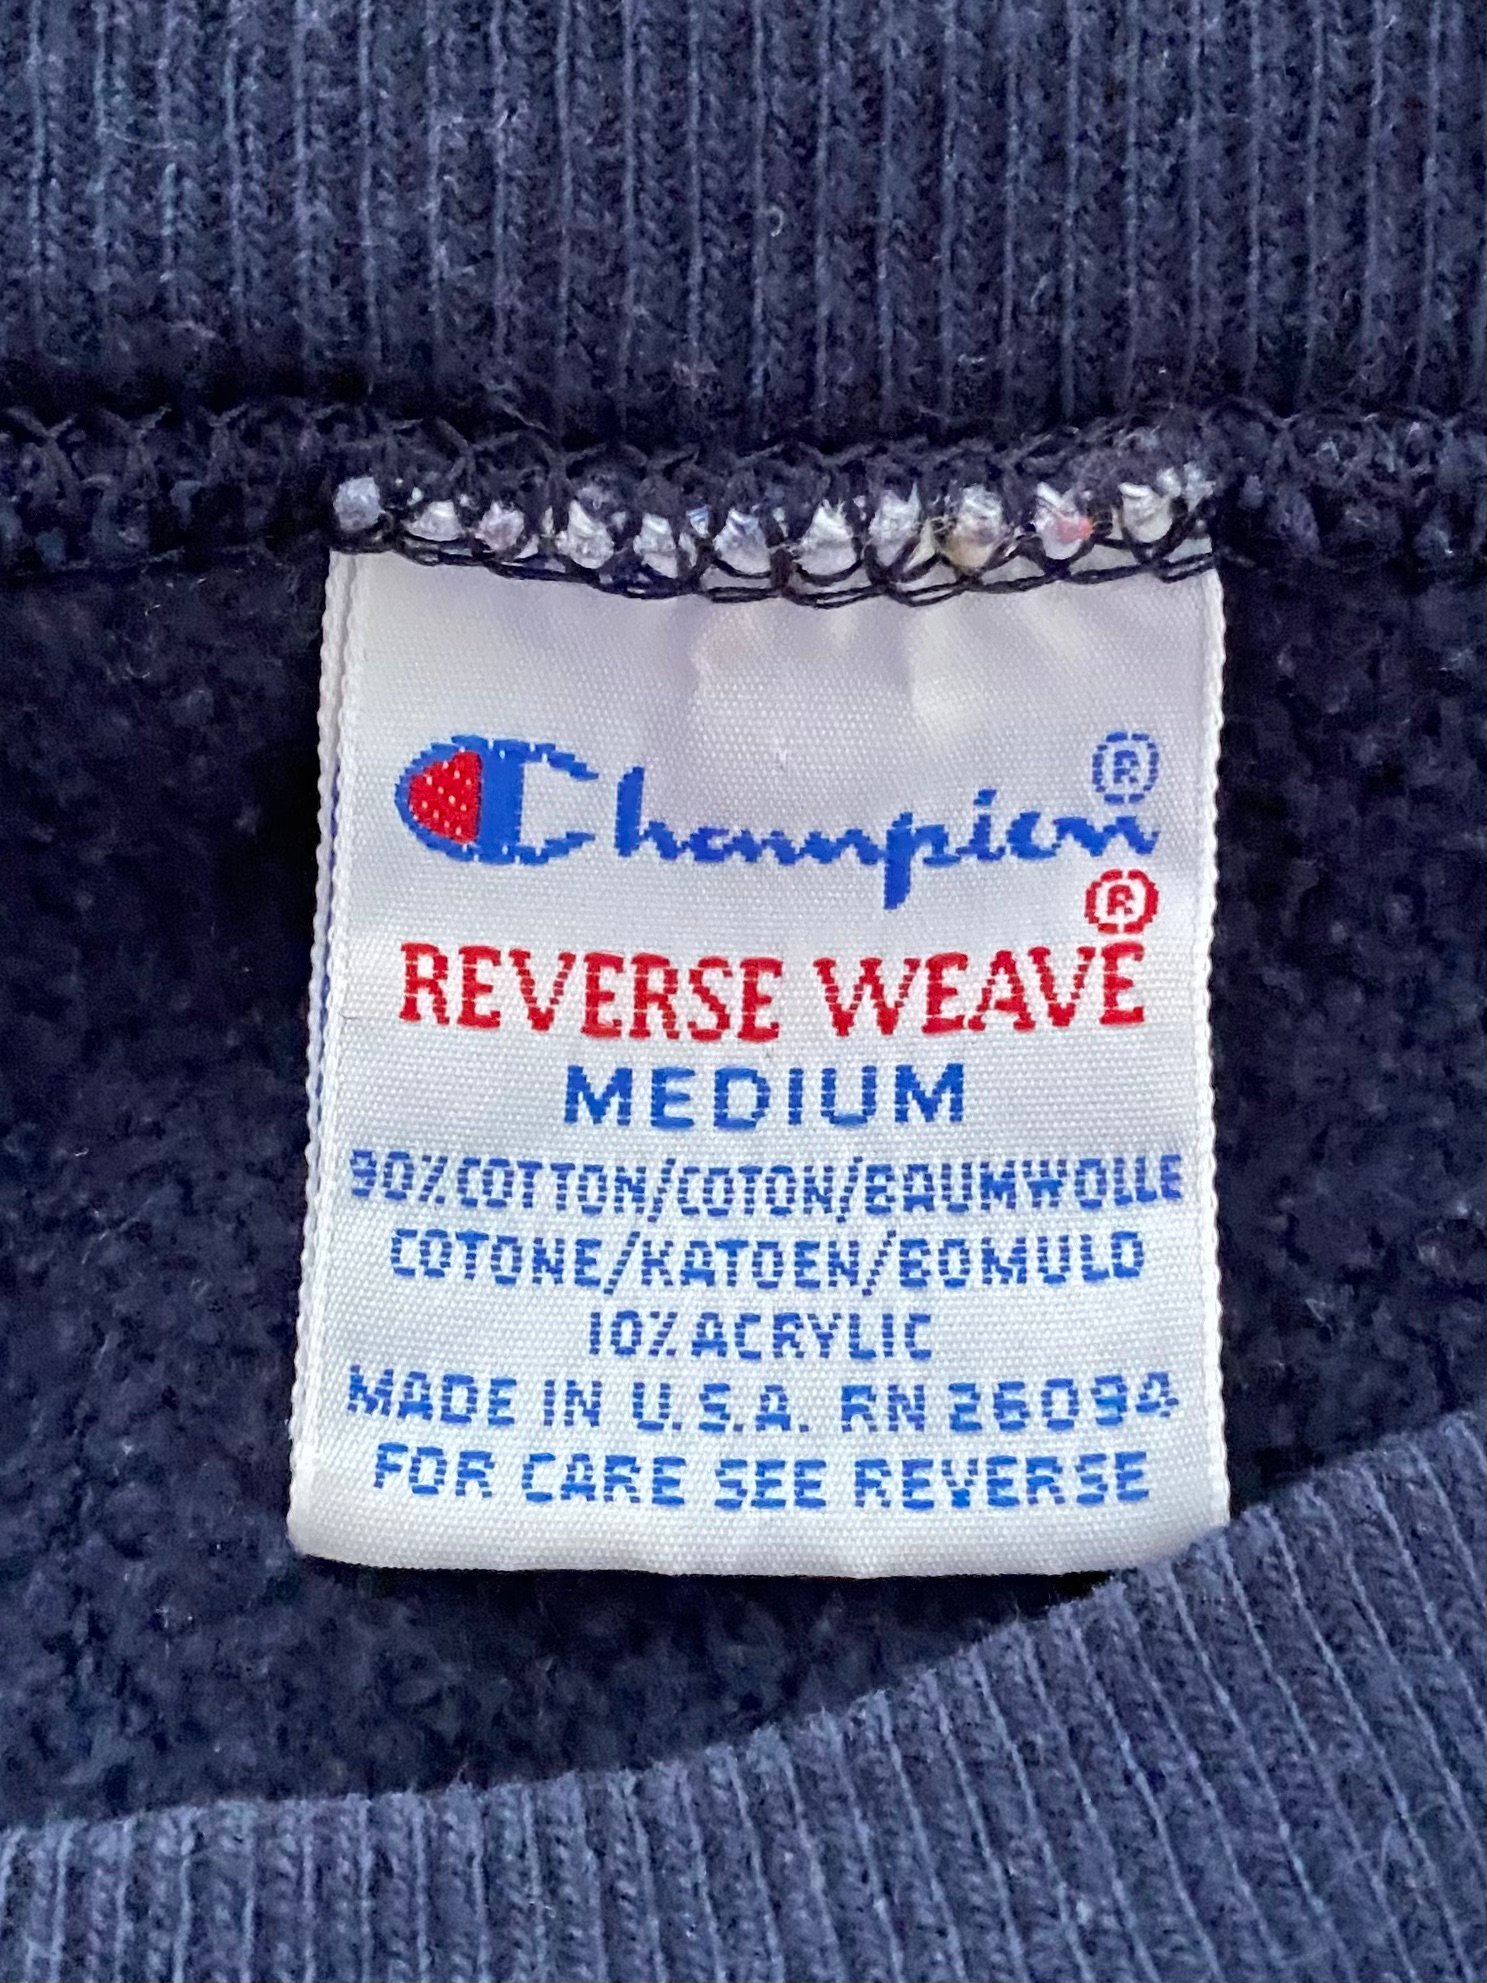 Champion®
REVERSE WEAVE®
MEDIUM
90% COTTON/COTON/BAUMWOLLE
COTONE/KATOEN/BOMULD
10% ACRYLIC
MADE IN U.S.A. RN 26094
FOR CARE SEE REVERSE